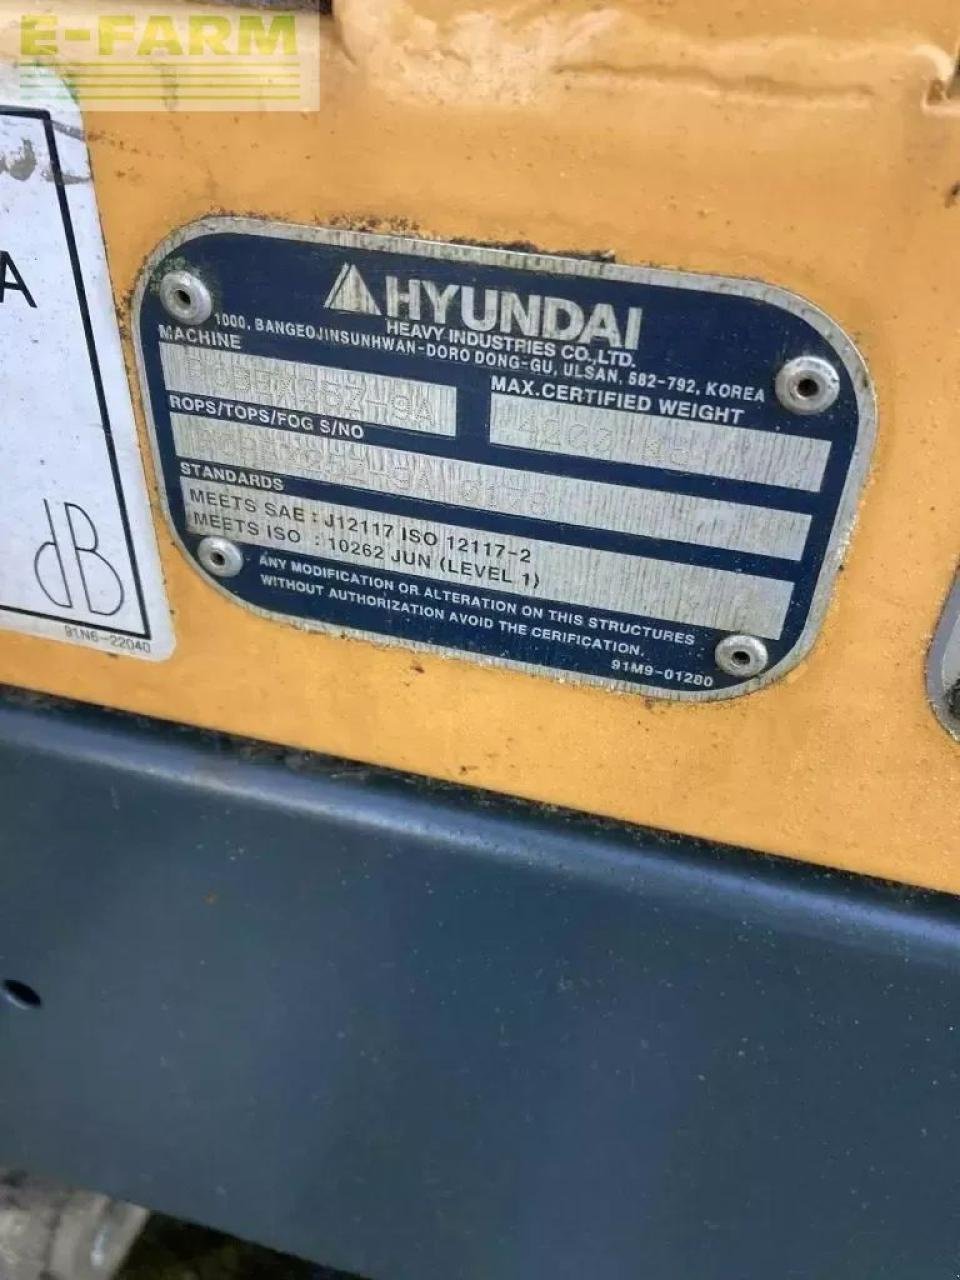 E-FARM
A
dB
91N6-22040
HYUNDAI
HEAVY INDUSTRIES CO.,LTD.
1000, BANGEOJINSUNHWAN-DORO DONG-GU, ULSAN, 682-792, KOREA
MACHINE
MAX.CERTIFIED WEIGHT
4200 KG
ROPS/TOPS/FOG S/NO
STANDARDS
MEETS SAE : J12117 ISO 12117-2
MEETS ISO : 10262 JUN (LEVEL 1)
ANY MODIFICATION OR ALTERATION ON THIS STRUCTURES
WITHOUT AUTHORIZATION AVOID THE CERIFICATION.
91M9-01280